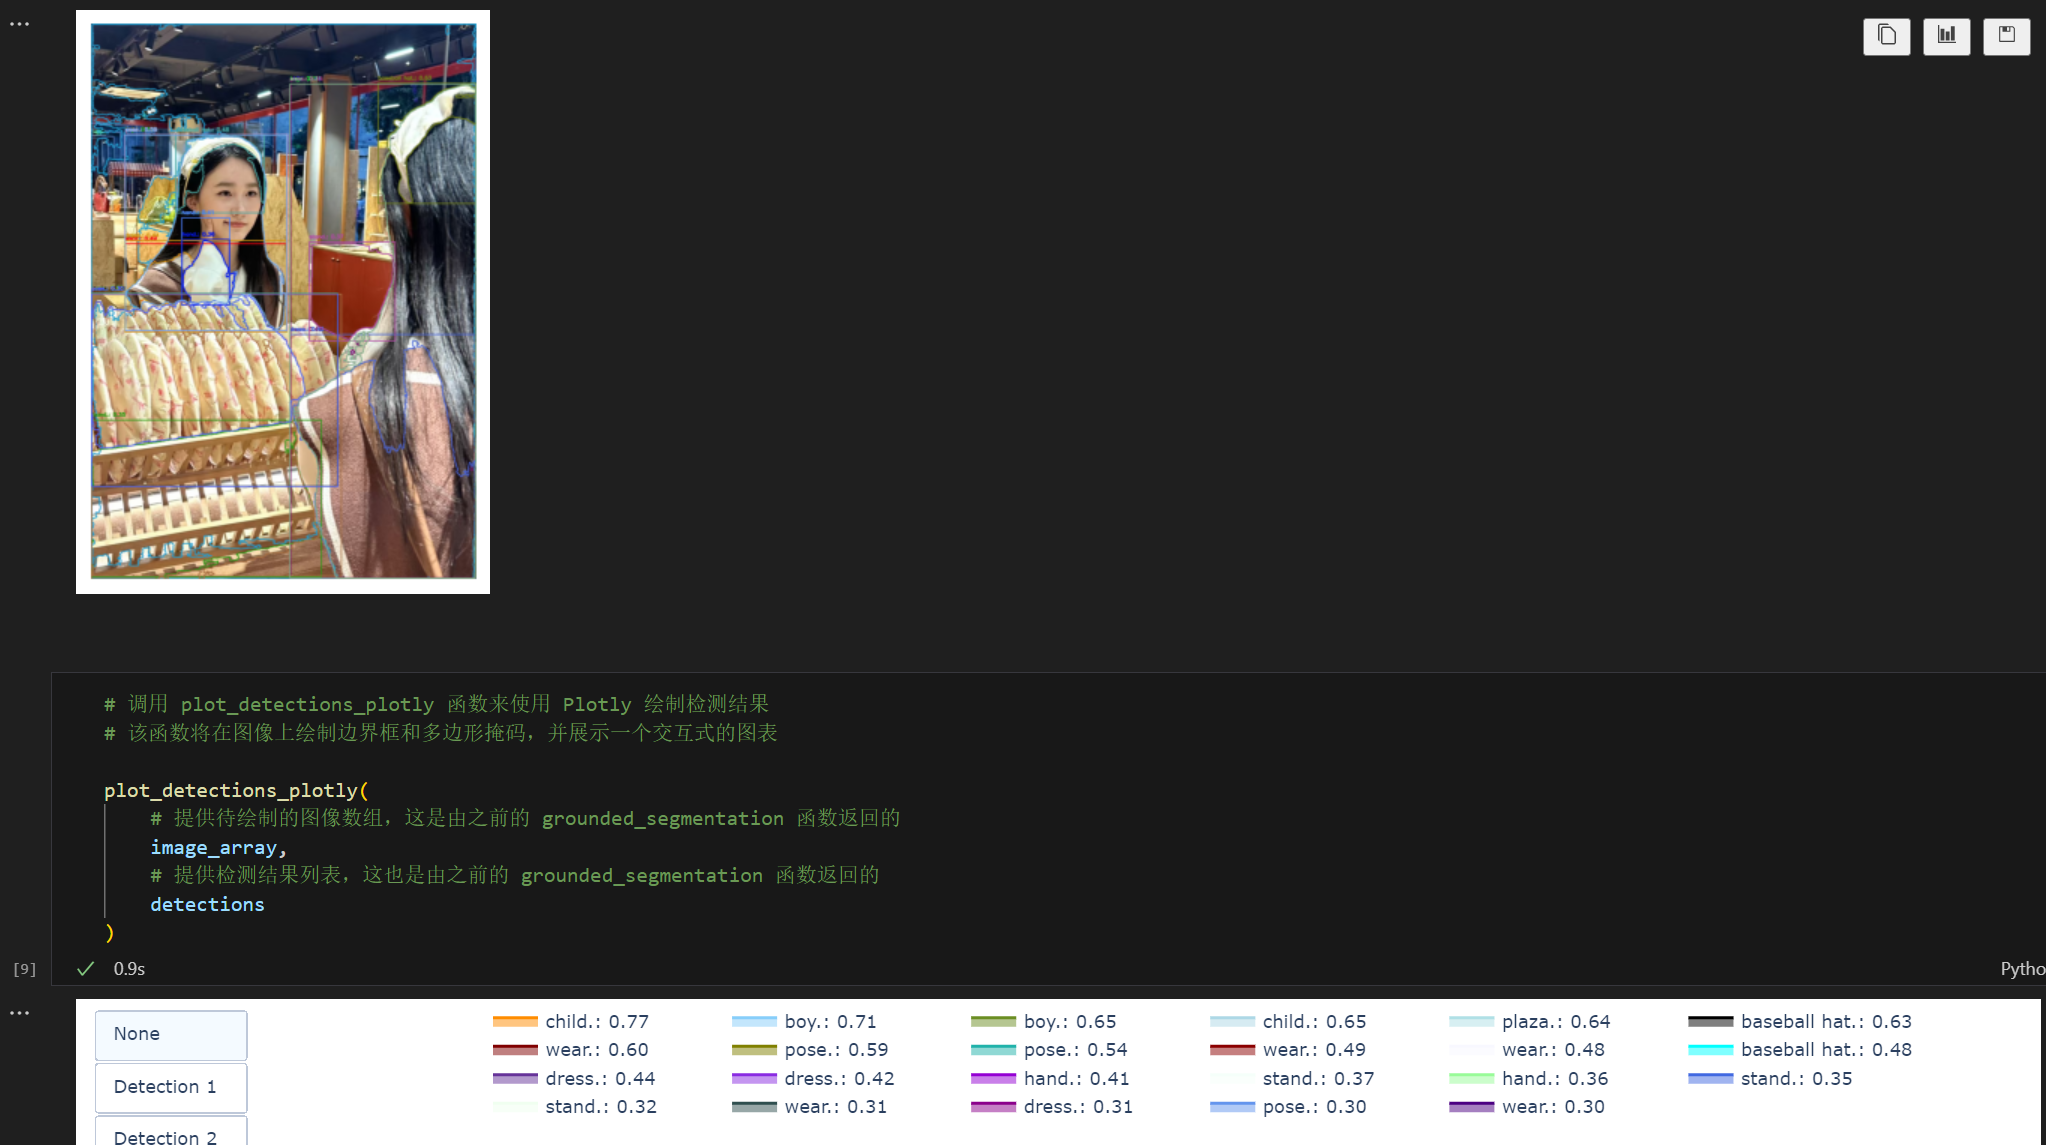 # 调用 plot_detections_plotly 函数来使用 Plotly 绘制检测结果
# 该函数将在图像上绘制边界框和多边形掩码，并展示一个交互式的图表
plot_detections_plotly(
# 提供待绘制的图像数组，这是由之前的 grounded_segmentation 函数返回的
image_array,
# 提供检测结果列表，这也是由之前的 grounded_segmentation 函数返回的
detections
)
[9]
0.9s
Pytho
None
Detection 1
Detection 2
child.: 0.77 boy.: 0.71 boy.: 0.65 child.: 0.65 plaza.: 0.64 baseball hat.: 0.63
wear.: 0.60 pose.: 0.59 pose.: 0.54 wear.: 0.49 wear.: 0.48 baseball hat.: 0.48
dress.: 0.44 dress.: 0.42 hand.: 0.41 stand.: 0.37 hand.: 0.36 stand.: 0.35
stand.: 0.32 wear.: 0.31 dress.: 0.31 pose.: 0.30 wear.: 0.30